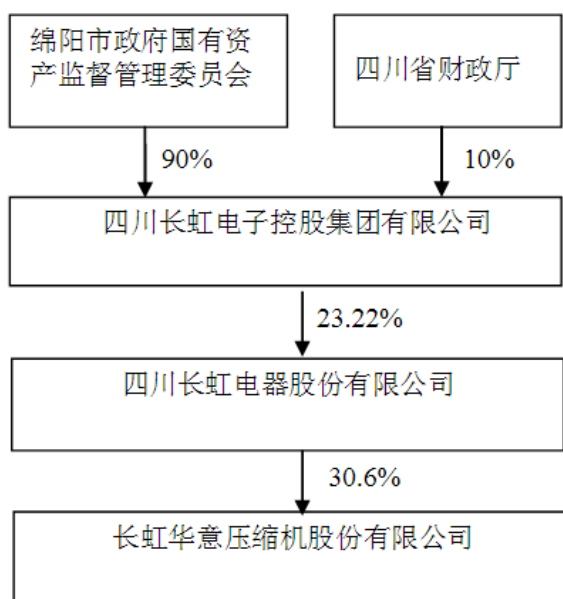 绵阳市政府国有资
产监督管理委员会
四川省财政厅
90%
10%
四川长虹电子控股集团有限公司
23.22%
四川长虹电器股份有限公司
30.6%
长虹华意压缩机股份有限公司